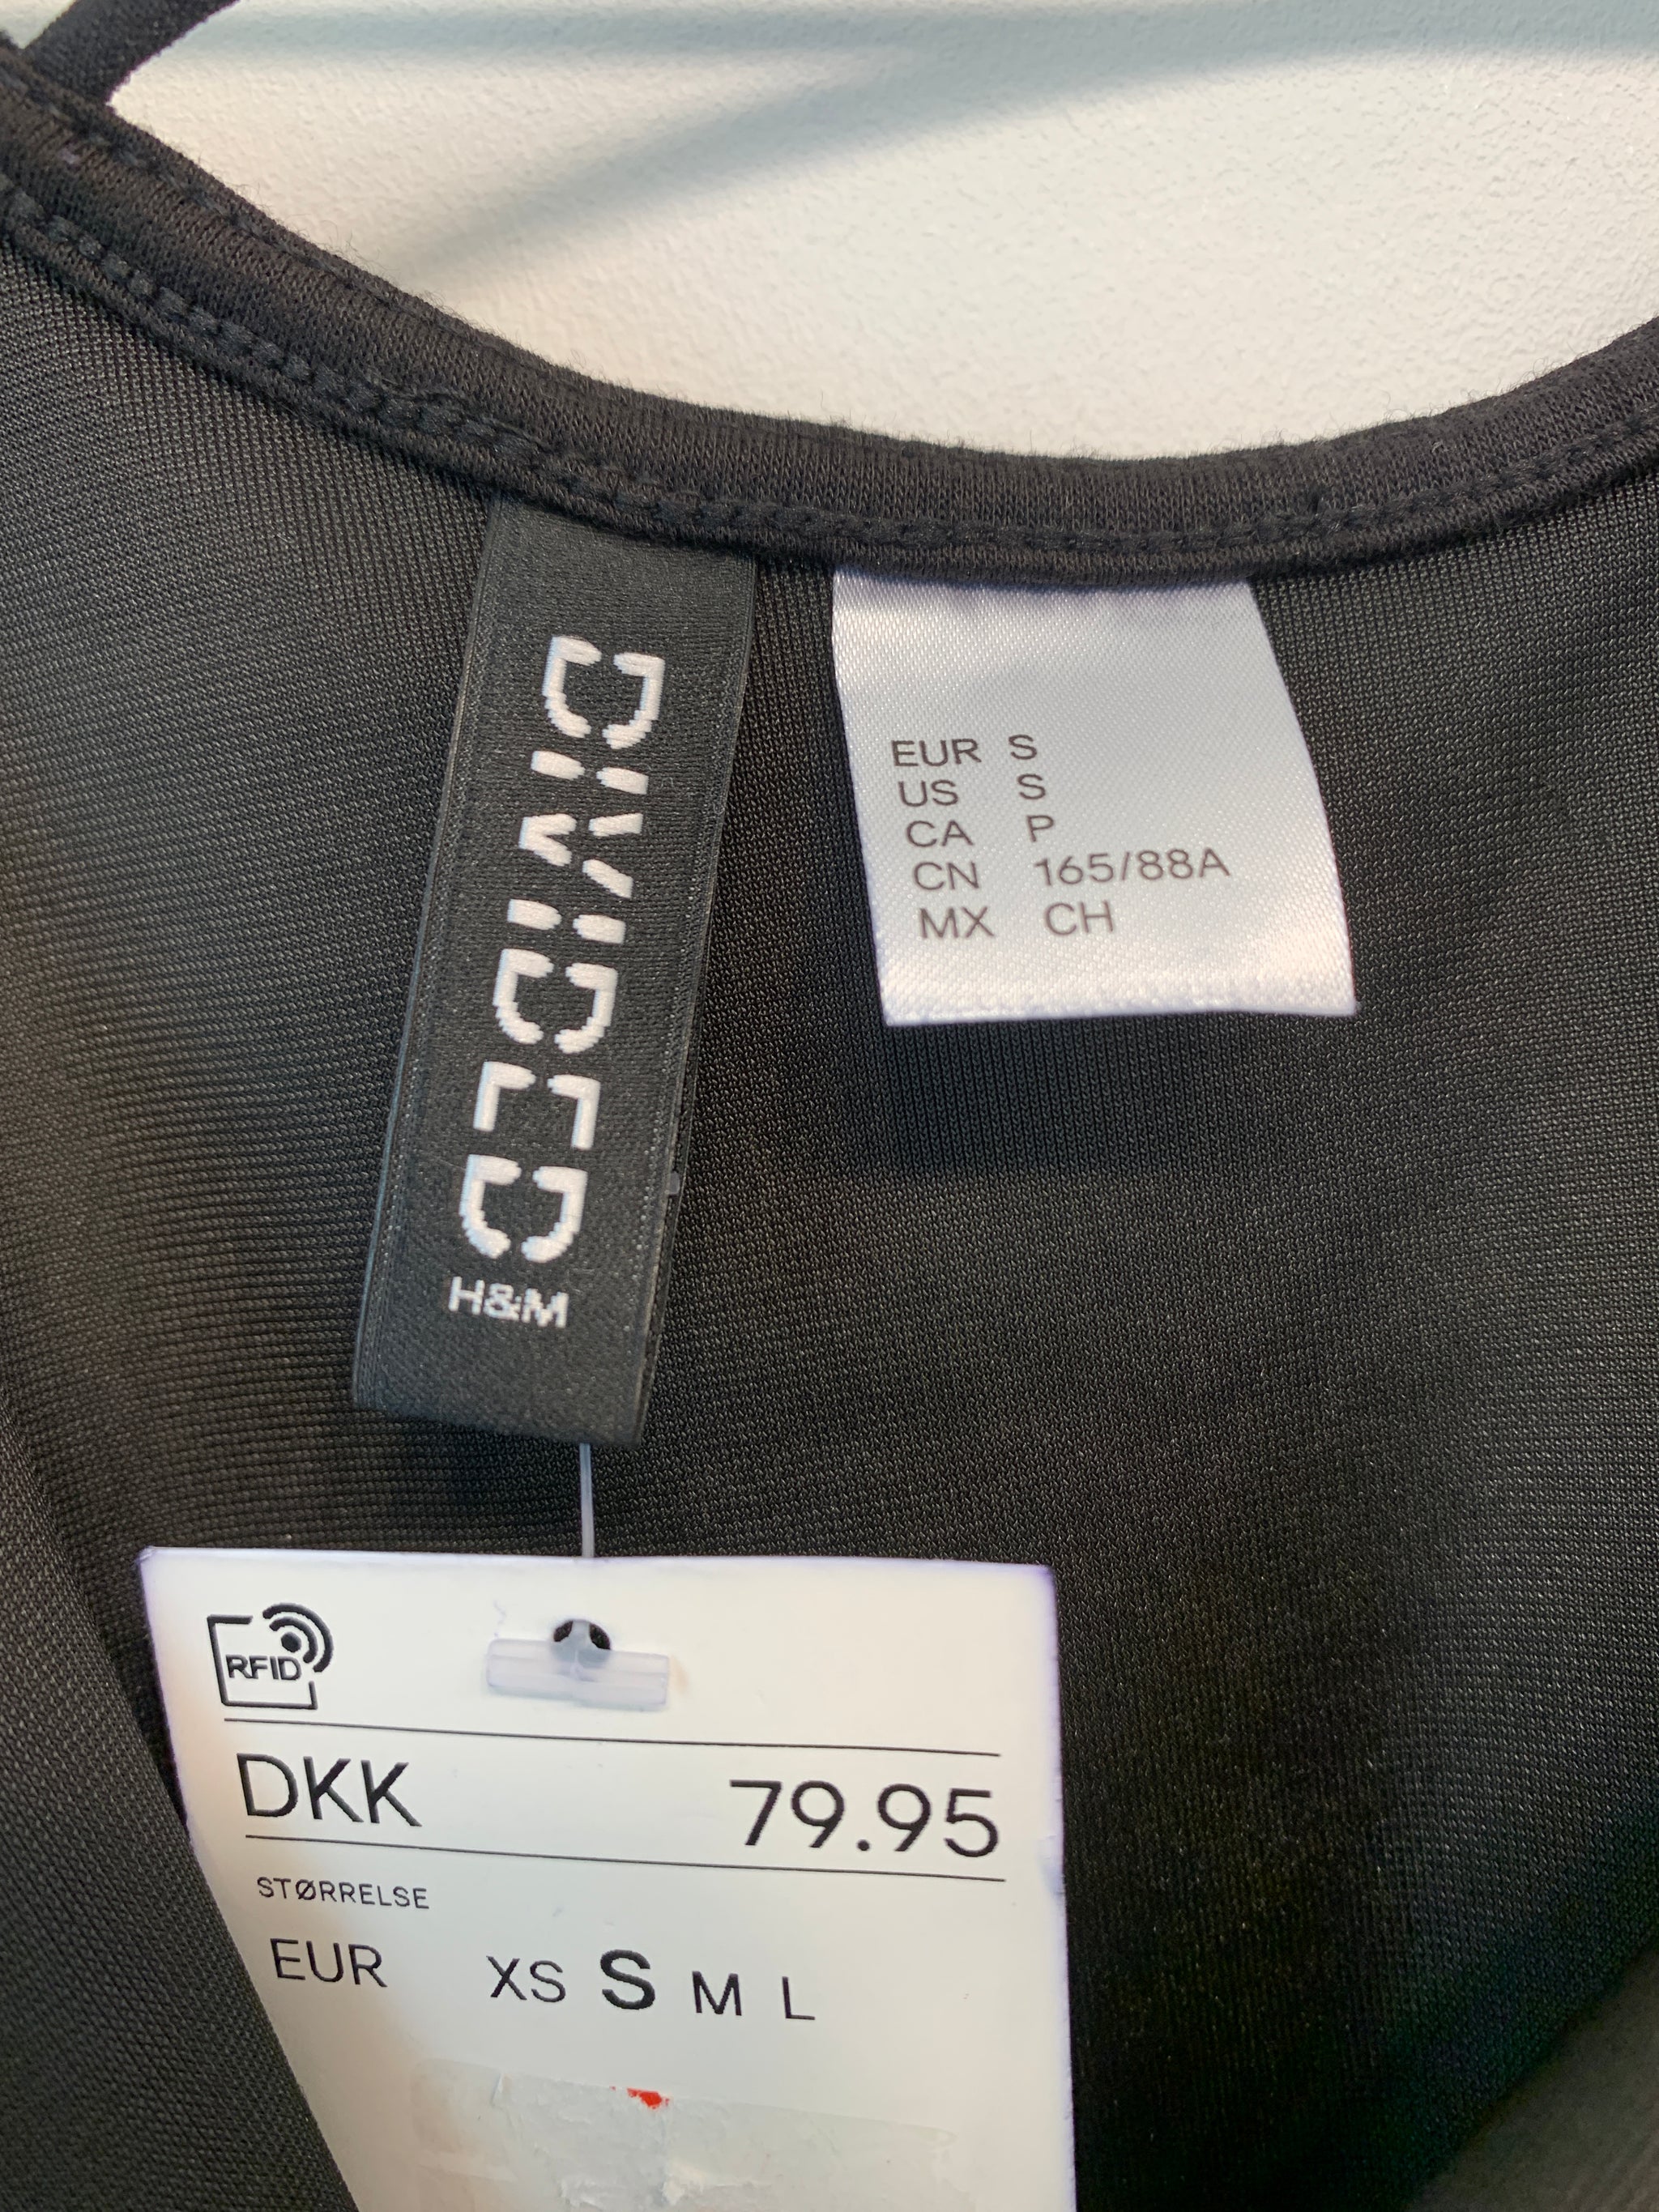 DIVIDED
H&M
EUR S
US S
CA P
CN 165/88A
MX CH
RFID
DKK 79.95
STØRRELSE
EUR XS S M L